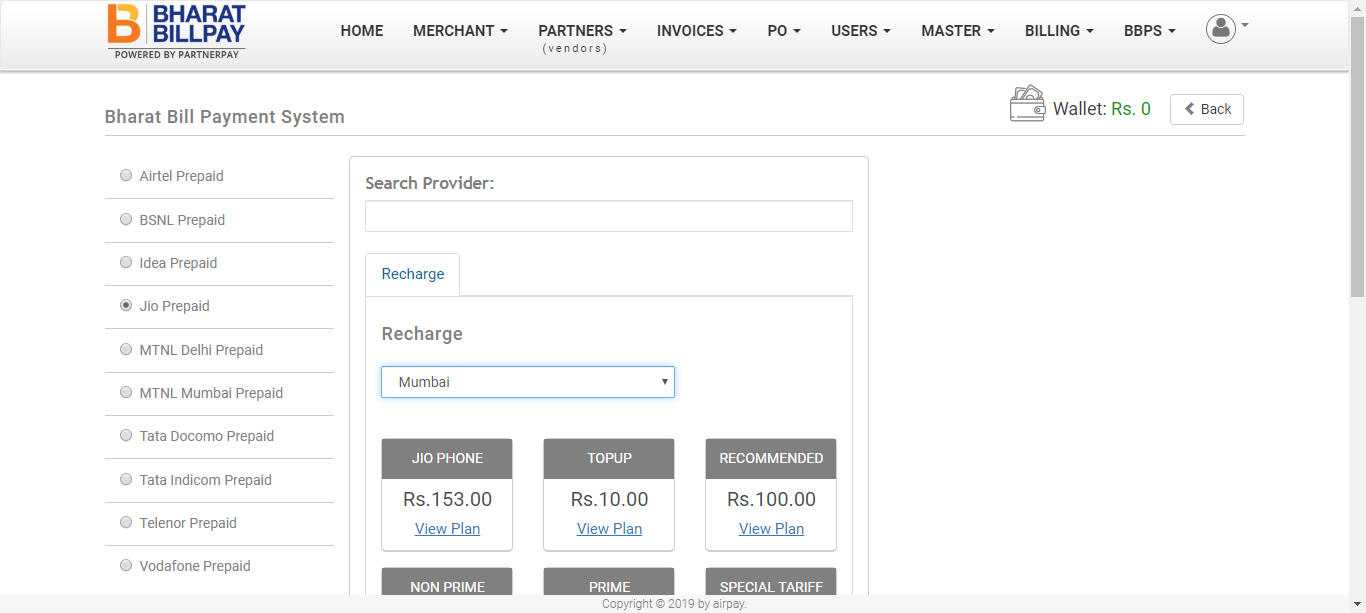 BHARAT
BILLPAY
POWERED BY PARTNERPAY
HOME MERCHANT PARTNERS INVOICES PO USERS MASTER BILLING BBPS
(vendors)
Bharat Bill Payment System
Wallet: Rs. 0 Back
Airtel Prepaid
BSNL Prepaid
Idea Prepaid
Jio Prepaid
MTNL Delhi Prepaid
MTNL Mumbai Prepaid
Tata Docomo Prepaid
Tata Indicom Prepaid
Telenor Prepaid
Vodafone Prepaid
Search Provider:
Recharge
Recharge
Mumbai
JIO PHONE TOPUP RECOMMENDED
Rs.153.00 Rs.10.00 Rs.100.00
View Plan View Plan View Plan
NON PRIME PRIME SPECIAL TARIFF
Copyright © 2019 by airpay.